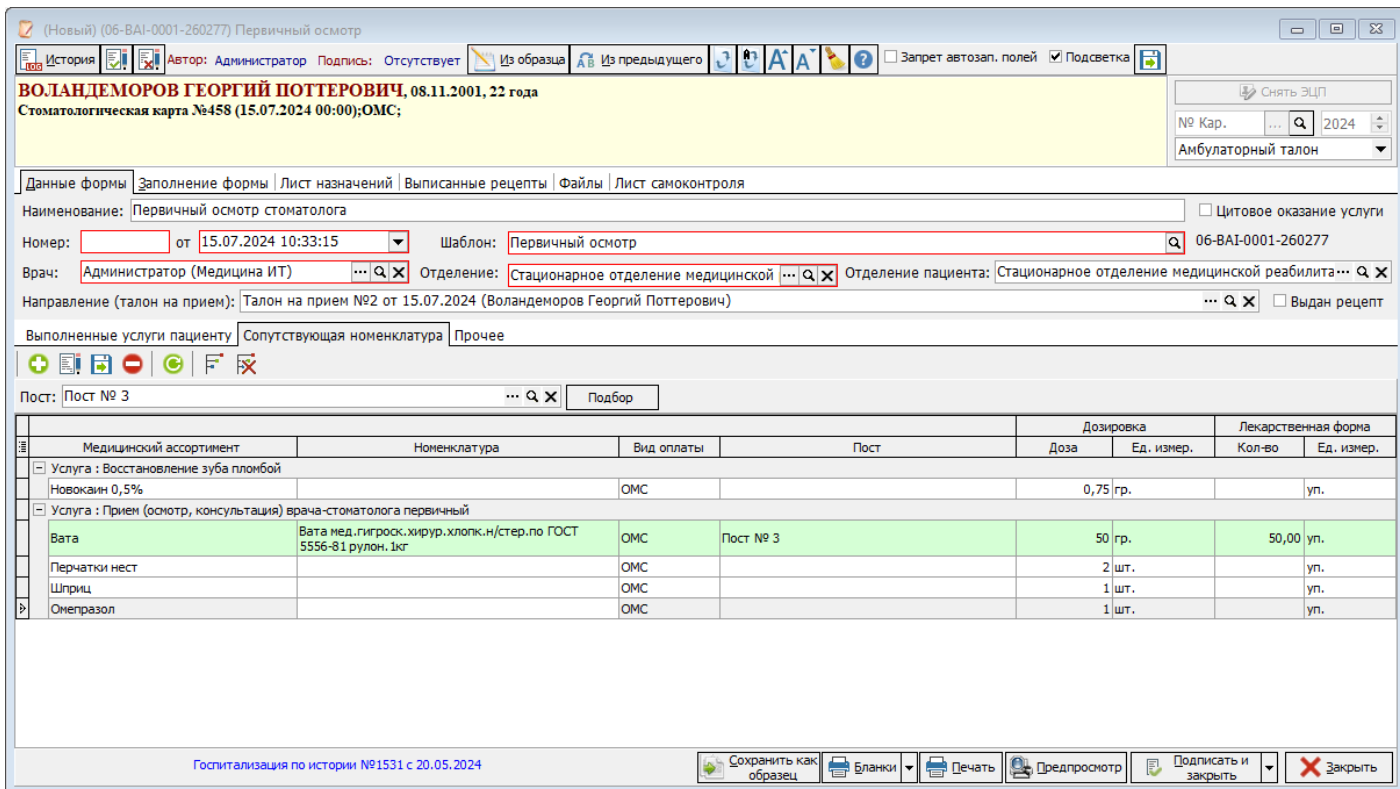 (Новый) (06-BAI-0001-260277) Первичный осмотр
LOG История Автор: Администратор Подпись: Отсутствует Из образца Из предыдущего Запрет автозап. полей Подсветка
ВОЛАНДЕМОРОВ ГЕОРГИЙ ПОТТЕРОВИЧ, 08.11.2001, 22 года
Стоматологическая карта №458 (15.07.2024 00:00);ОМС;
Снять ЭЦП
№ Кар. ... 2024
Амбулаторный талон
Данные формы Заполнение формы Лист назначений Выписанные рецепты Файлы Лист самоконтроля
Наименование: Первичный осмотр стоматолога Цитовое оказание услуги
Номер: от 15.07.2024 10:33:15 Шаблон: Первичный осмотр 06-BAI-0001-260277
Врач: Администратор (Медицина ИТ) ... Отделение: Стационарное отделение медицинской ... Отделение пациента: Стационарное отделение медицинской реабилита ...
Направление (талон на прием): Талон на прием №2 от 15.07.2024 (Воландеморов Георгий Поттерович) ... Выдан рецепт
Выполненные услуги пациенту Сопутствующая номенклатура Прочее
Пост: Пост № 3 ... Подбор
Дозировка Лекарственная форма
Медицинский ассортимент Номенклатура Вид оплаты Пост Доза Ед. измер. Кол-во Ед. измер.
Услуга : Восстановление зуба пломбой
Новокаин 0,5% ОМС 0,75 гр. уп.
Услуга : Прием (осмотр, консультация) врача-стоматолога первичный
Вата Вата мед.гигроск.хирур.хлопк.н/стер.по ГОСТ 5556-81 рулон.1кг ОМС Пост № 3 50 гр. 50,00 уп.
Перчатки нест ОМС 2 шт. уп.
Шприц ОМС 1 шт. уп.
Омепразол ОМС 1 шт. уп.
Госпитализация по истории №1531 с 20.05.2024 Сохранить как образец Бланки Печать Предпросмотр Подписать и закрыть Закрыть